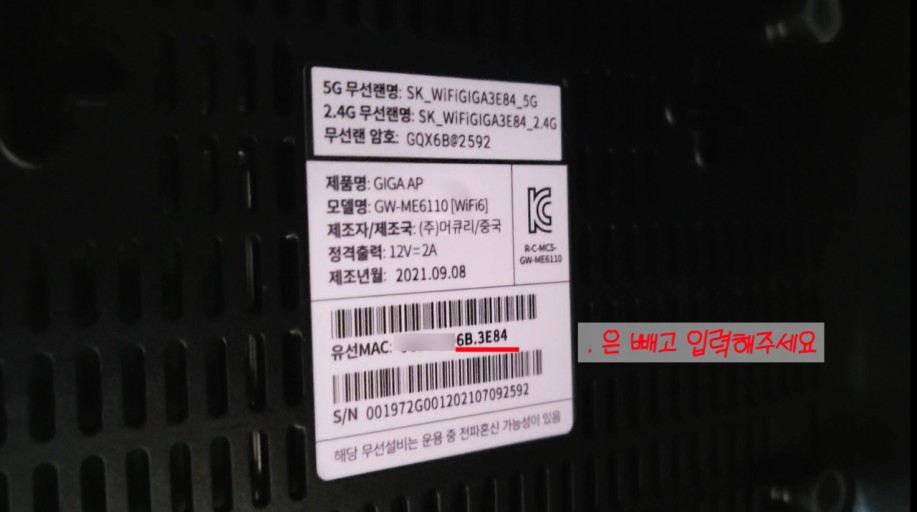 5G 무선랜명: SK_WiFiGIGA3E84_5G
2.4G 무선랜명: SK_WiFiGIGA3E84_2.4G
무선랜 암호: GQX6B@2592
제품명: GIGA AP
모델명: GW-ME6110 [WiFi6]
제조자/제조국: (주)머큐리/중국
정격출력: 12V=2A
제조년월: 2021.09.08
R-C-MCS-
GW-ME6110
유선MAC: 6B.3E84
. 은 빼고 입력해주세요
S/N 001972G001202107092592
해당 무선설비는 운용 중 전파혼신 가능성이 있음